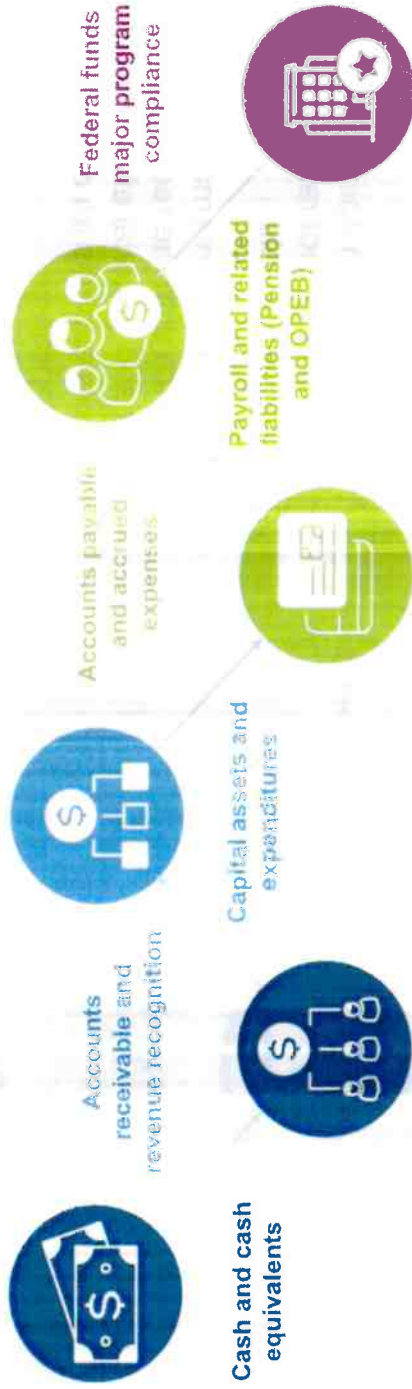 Cash and cash
equivalents
Accounts
receivable and
revenue recognition
Capital assets and
expenditures
Accounts payable
and accrued
expenses
Payroll and related
liabilities (Pension
and OPEB)
Federal funds
major program
compliance